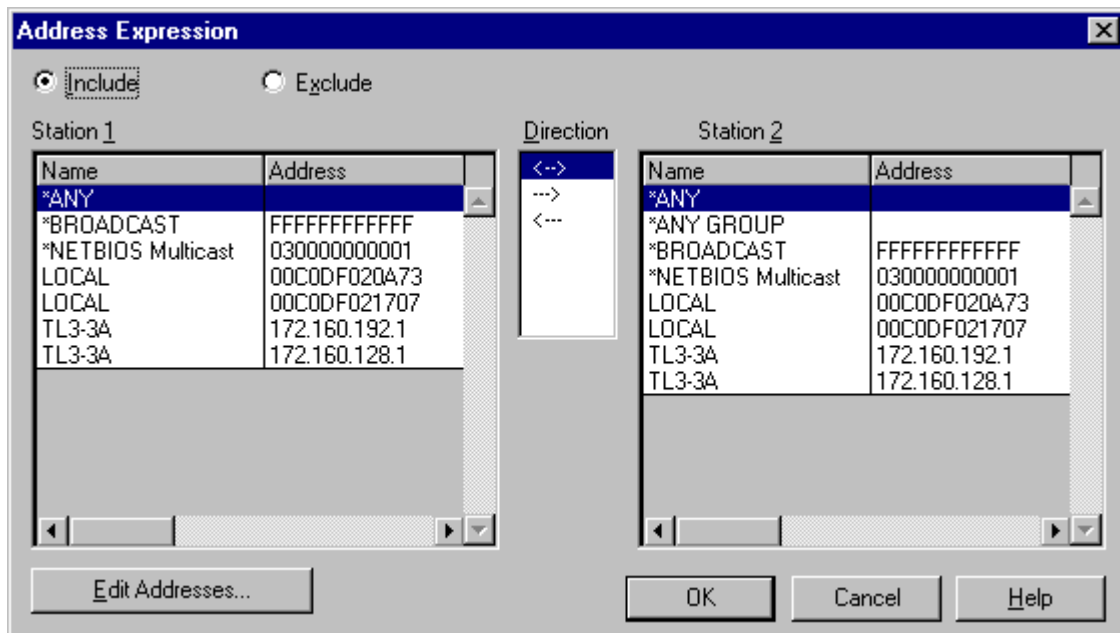 Address Expression
Include Exclude
Station 1 Direction Station 2
Name Address <--> Name Address
*ANY ---> *ANY
*BROADCAST FFFFFFFFFFFF <--- *ANY GROUP
*NETBIOS Multicast 030000000001 *BROADCAST FFFFFFFFFFFF
LOCAL 00C0DF020A73 *NETBIOS Multicast 030000000001
LOCAL 00C0DF021707 LOCAL 00C0DF020A73
TL3-3A 172.160.192.1 LOCAL 00C0DF021707
TL3-3A 172.160.128.1 TL3-3A 172.160.192.1
TL3-3A 172.160.128.1
Edit Addresses... OK Cancel Help